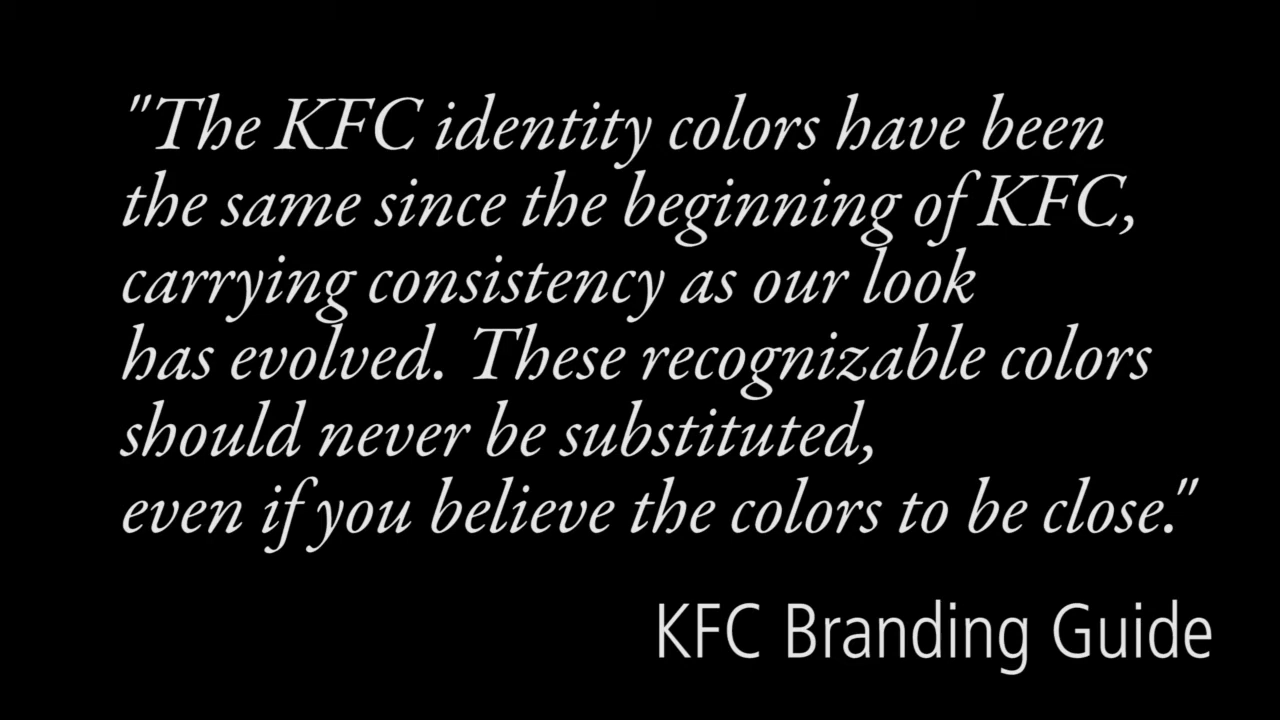 "The KFC identity colors have been
the same since the beginning of KFC,
carrying consistency as our look
has evolved. These recognizable colors
should never be substituted,
even if you believe the colors to be close."
KFC Branding Guide